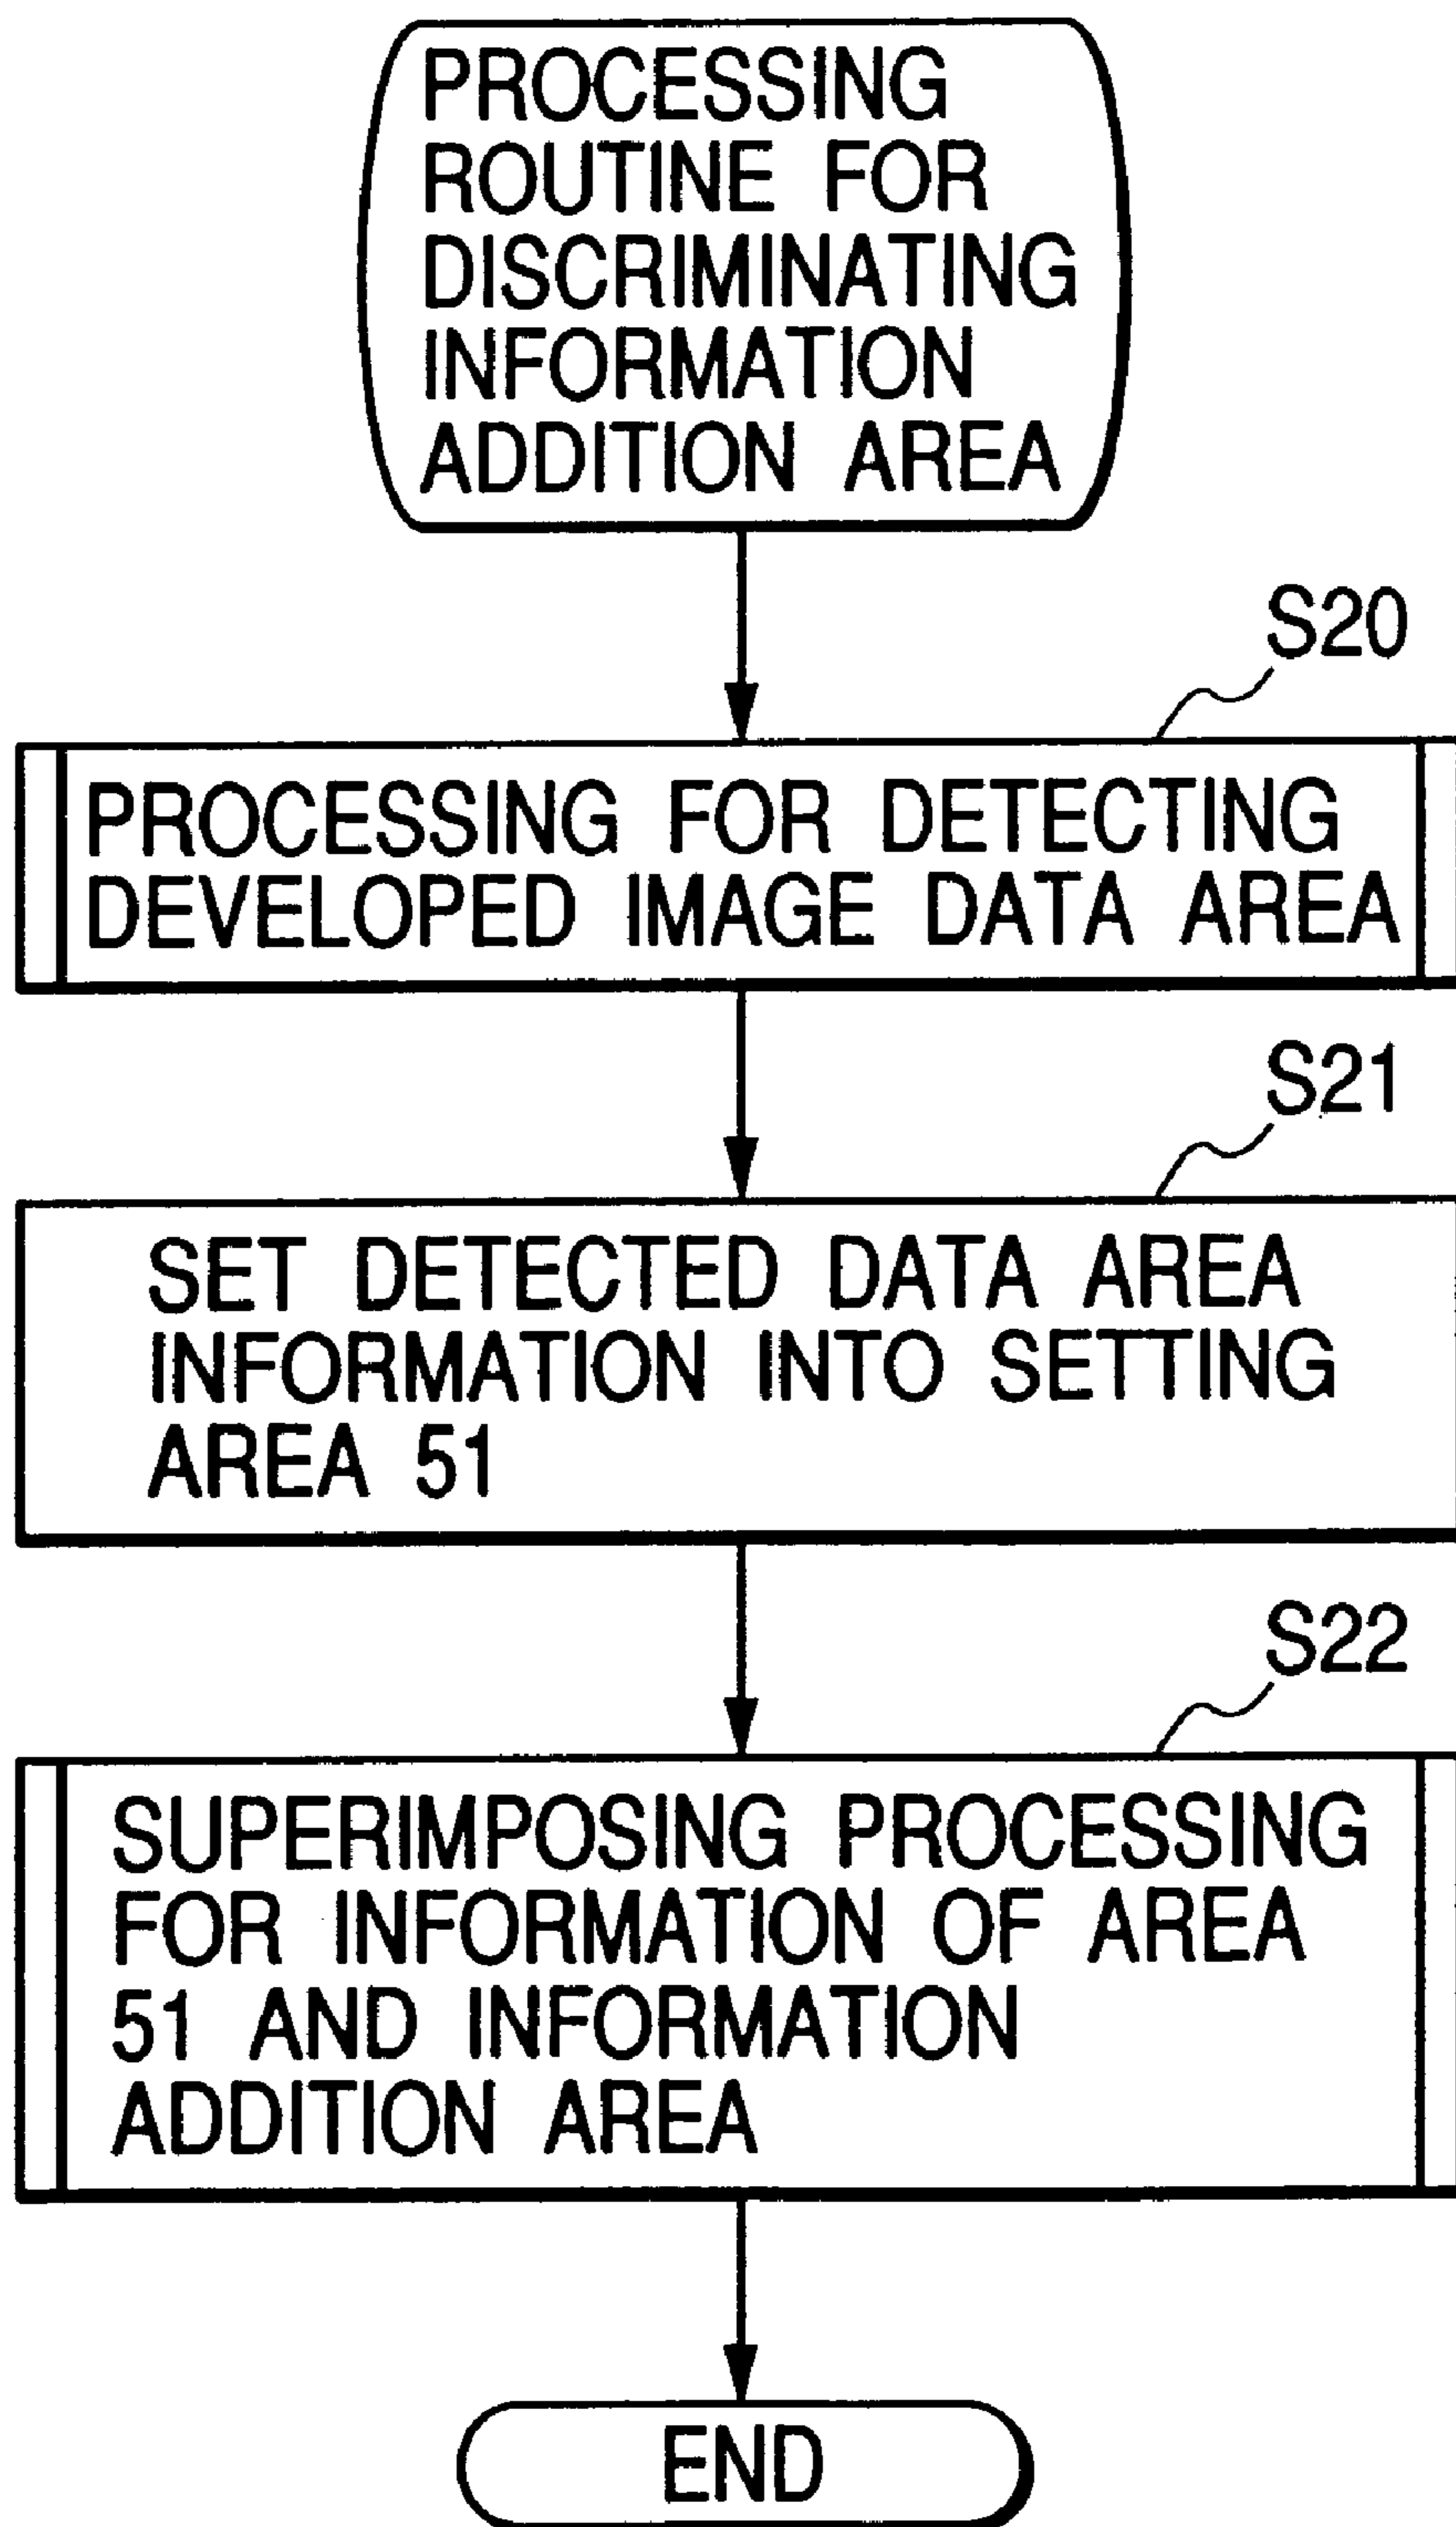 PROCESSING
ROUTINE FOR
DISCRIMINATING
INFORMATION
ADDITION AREA
S20
PROCESSING FOR DETECTING
DEVELOPED IMAGE DATA AREA
S21
SET DETECTED DATA AREA
INFORMATION INTO SETTING
AREA 51
S22
SUPERIMPOSING PROCESSING
FOR INFORMATION OF AREA
51 AND INFORMATION
ADDITION AREA
END